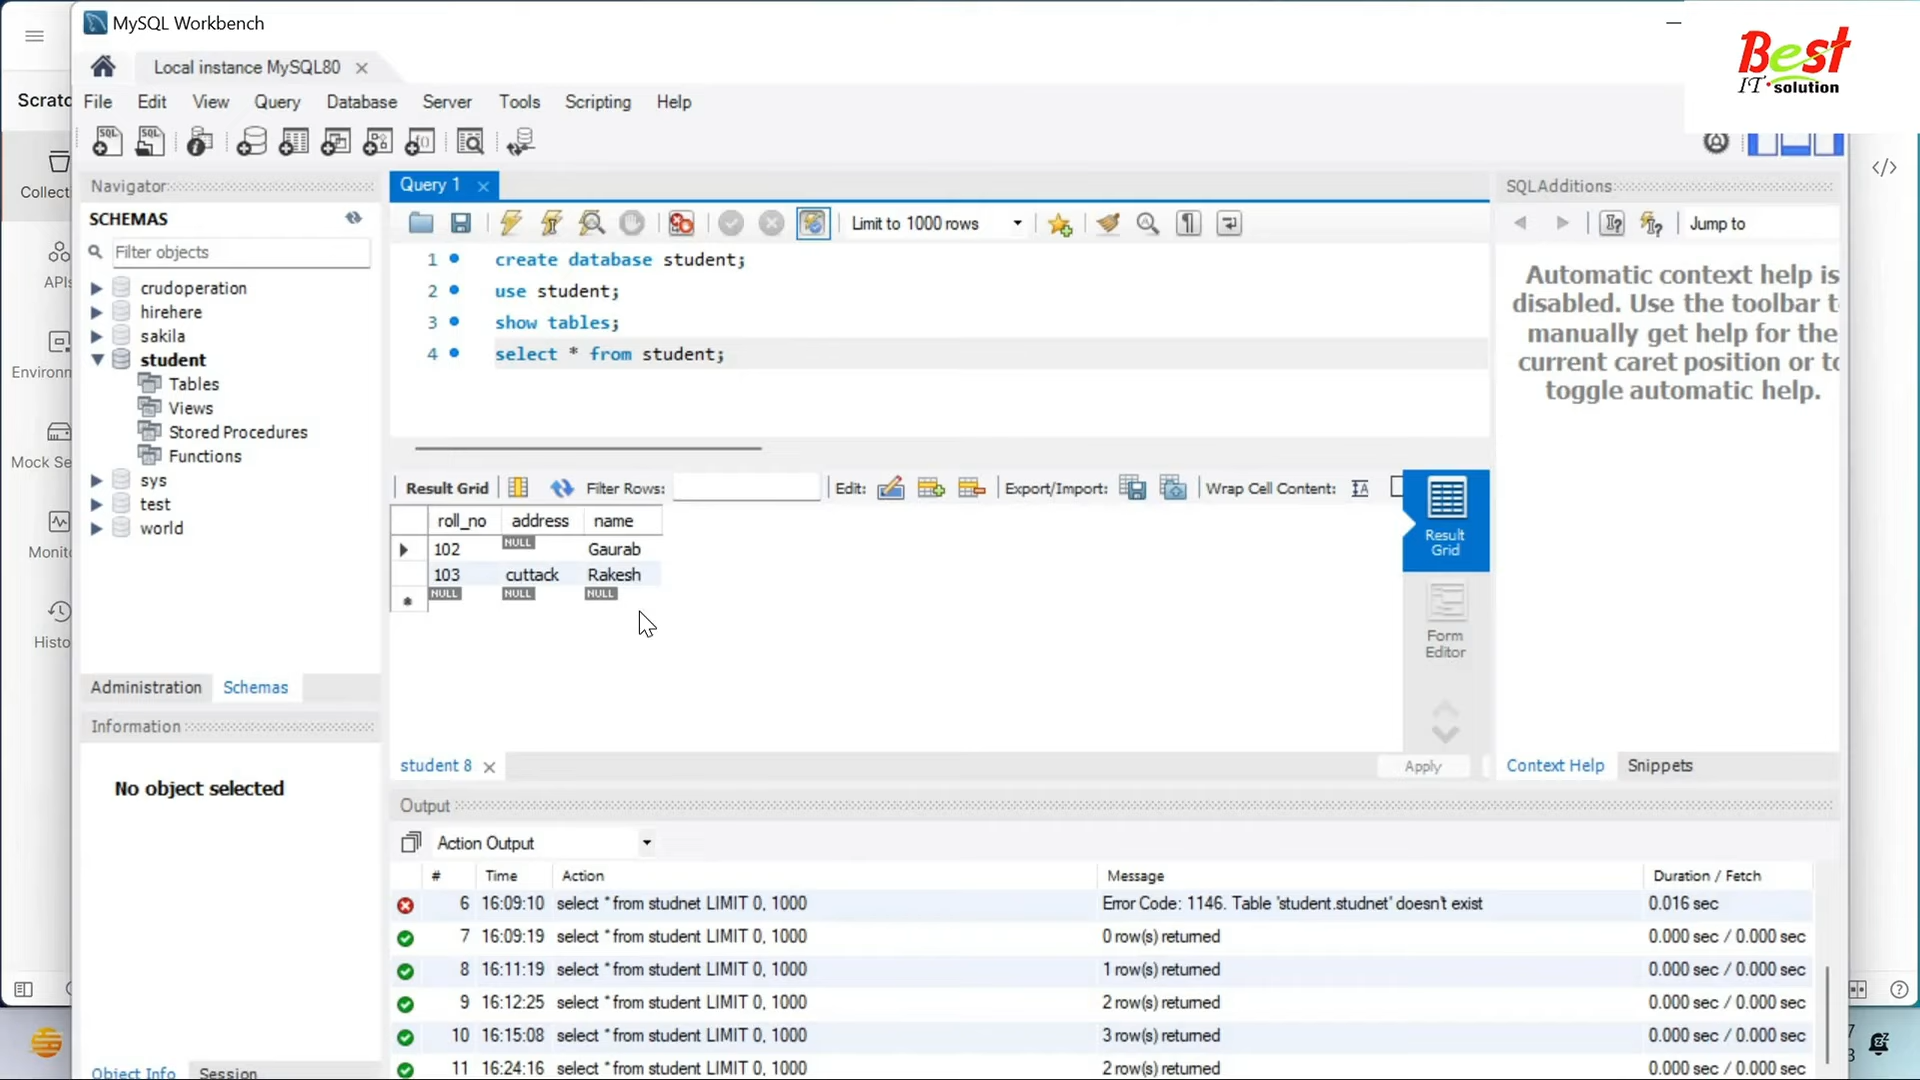 MySQL Workbench
Best
IT solution
Local instance MySQL80
Scratc
File Edit View Query Database Server Tools Scripting Help
Collect
APIs
Environn
Mock Se
Monito
Histo
Navigator
SCHEMAS
Filter objects
crudoperation
hirehere
sakila
student
Tables
Views
Stored Procedures
Functions
sys
test
world
Administration Schemas
Information
No object selected
Object Info Session
Query 1
Limit to 1000 rows
1 create database student;
2 use student;
3 show tables;
4 select * from student;
Result Grid Filter Rows: Edit: Export/Import: Wrap Cell Content:
roll_no address name
102 NULL Gaurab
103 cuttack Rakesh
NULL NULL NULL
Result Grid
Form Editor
student 8
Apply
SQLAdditions
Jump to
Automatic context help is
disabled. Use the toolbar t
manually get help for the
current caret position or to
toggle automatic help.
Context Help Snippets
Output
Action Output
# Time Action Message Duration / Fetch
6 16:09:10 select * from studnet LIMIT 0, 1000 Error Code: 1146. Table 'student.studnet' doesn't exist 0.016 sec
7 16:09:19 select * from student LIMIT 0, 1000 0 row(s) returned 0.000 sec / 0.000 sec
8 16:11:19 select * from student LIMIT 0, 1000 1 row(s) returned 0.000 sec / 0.000 sec
9 16:12:25 select * from student LIMIT 0, 1000 2 row(s) returned 0.000 sec / 0.000 sec
10 16:15:08 select * from student LIMIT 0, 1000 3 row(s) returned 0.000 sec / 0.000 sec
11 16:24:16 select * from student LIMIT 0, 1000 2 row(s) returned 0.000 sec / 0.000 sec